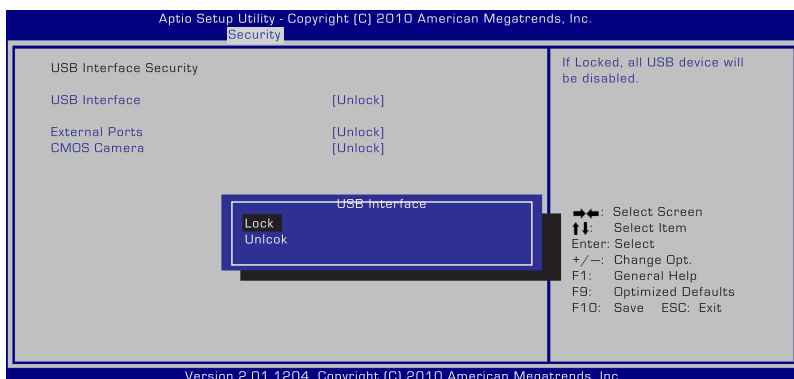 Aptio Setup Utility - Copyright (C) 2010 American Megatrends, Inc.
Security
USB Interface Security
USB Interface [Unlock]
External Ports [Unlock]
CMOS Camera [Unlock]
If Locked, all USB device will
be disabled.
USB Interface
Lock
Unlcok
→←: Select Screen
↑↓: Select Item
Enter: Select
+/—: Change Opt.
F1: General Help
F9: Optimized Defaults
F10: Save ESC: Exit
Version 2.01.1204. Copyright (C) 2010 American Megatrends, Inc.